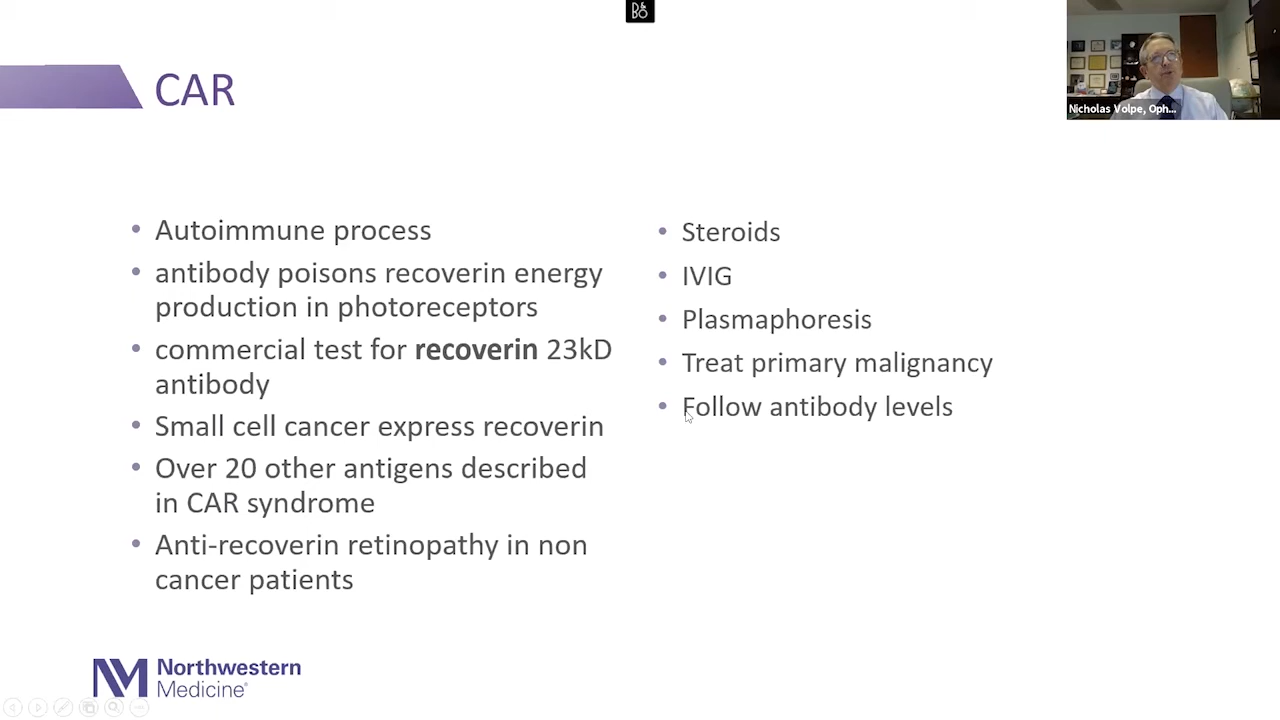 D&
BO
CAR
Nicholas Volpe, Oph...
• Autoimmune process
• antibody poisons recoverin energy
production in photoreceptors
• commercial test for recoverin 23kD
antibody
• Small cell cancer express recoverin
• Over 20 other antigens described
in CAR syndrome
• Anti-recoverin retinopathy in non
cancer patients
• Steroids
• IVIG
• Plasmaphoresis
• Treat primary malignancy
• Follow antibody levels
NM Northwestern
Medicine®